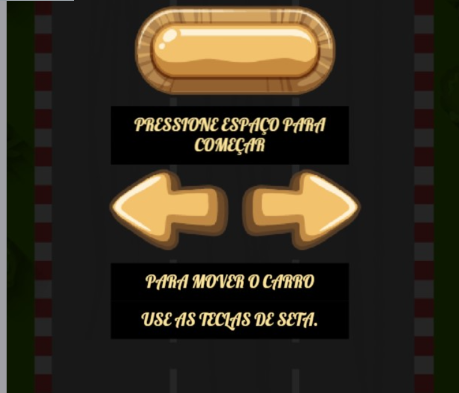 PRESSIONE ESPAÇO PARA
COMEÇAR
PARA MOVER O CARRO
USE AS TECLAS DE SETA.